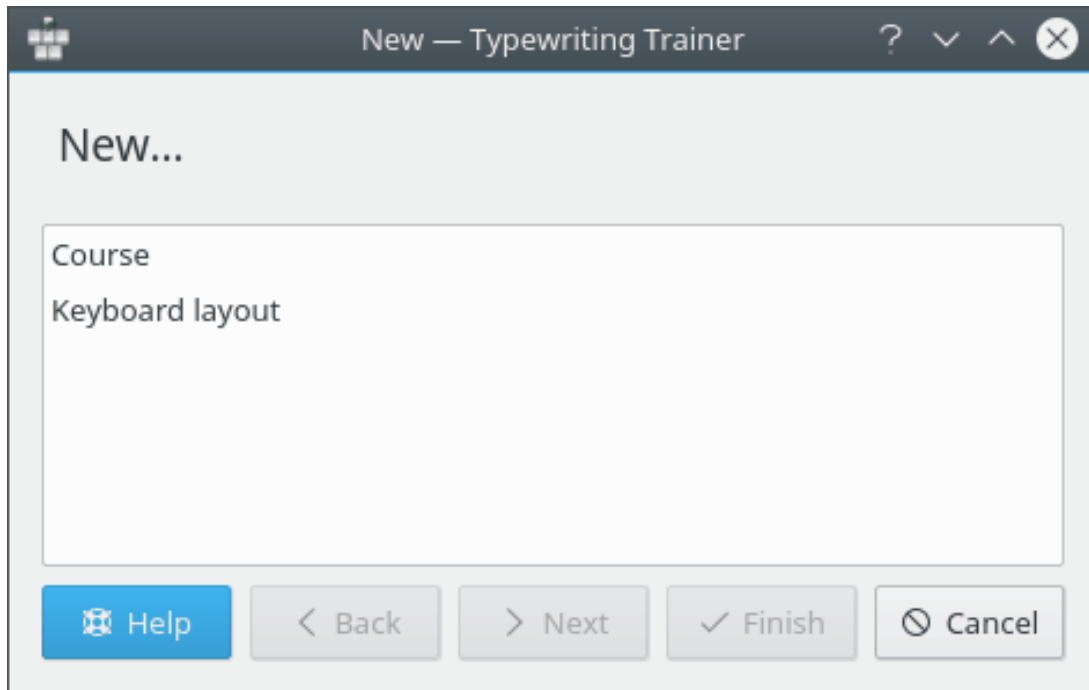 New — Typewriting Trainer
New...
Course
Keyboard layout
Help
Back
Next
Finish
Cancel